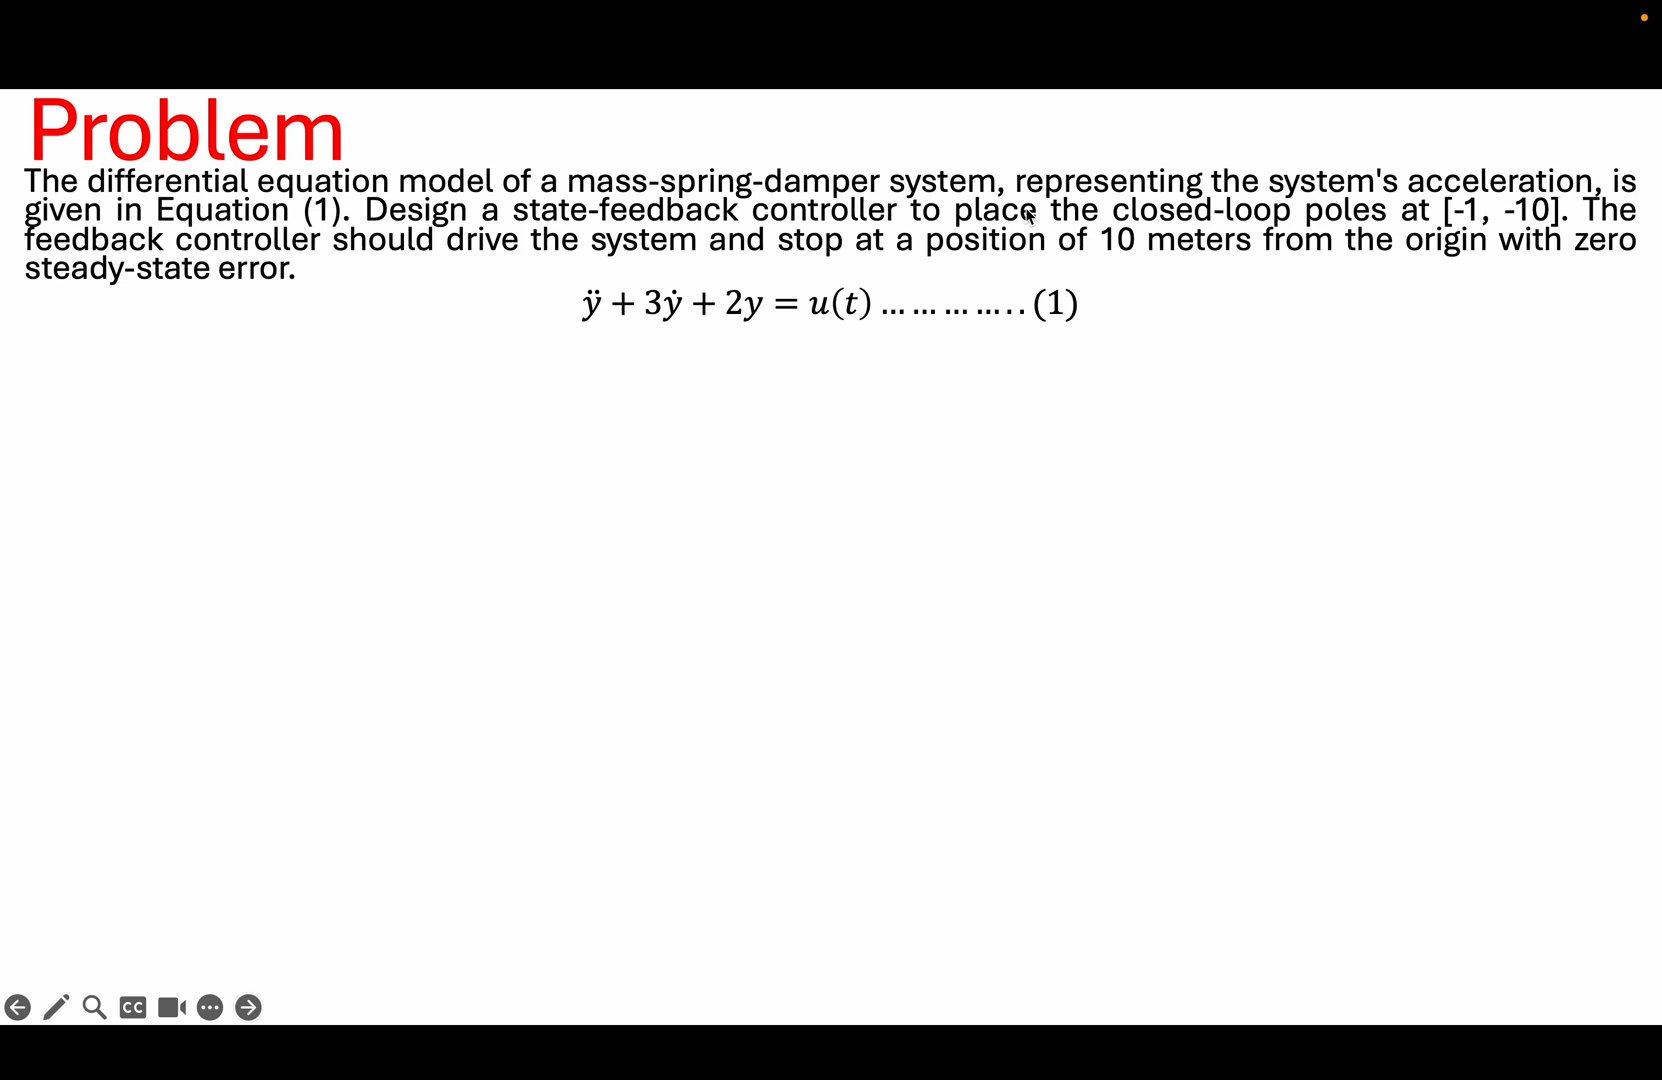 Problem
The differential equation model of a mass-spring-damper system, representing the system's acceleration, is
given in Equation (1). Design a state-feedback controller to place the closed-loop poles at [-1, -10]. The
feedback controller should drive the system and stop at a position of 10 meters from the origin with zero
steady-state error.
ÿ + 3ẏ + 2y = u(t) ... ... ... ... . . (1)
CC